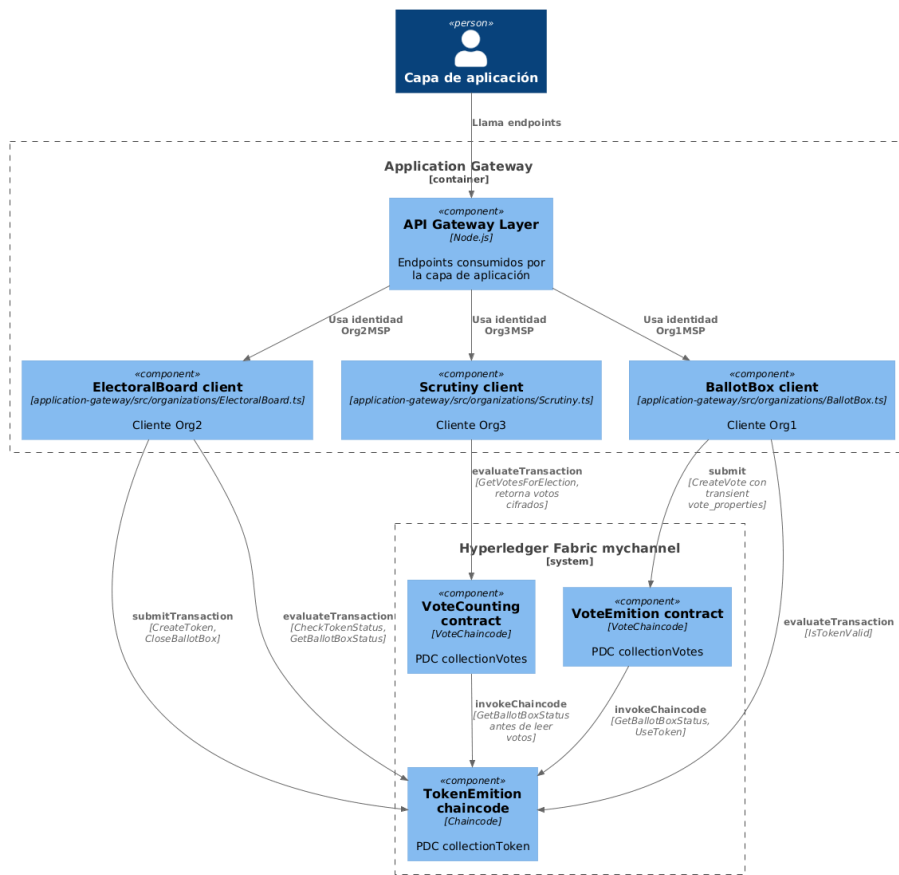 «person»
Capa de aplicación
Llama endpoints
Application Gateway
[container]
«component»
API Gateway Layer
[Node.js]
Endpoints consumidos por
la capa de aplicación
Usa identidad
Org2MSP
Usa identidad
Org3MSP
Usa identidad
Org1MSP
«component»
ElectoralBoard client
[application-gateway/src/organizations/ElectoralBoard.ts]
Cliente Org2
«component»
Scrutiny client
[application-gateway/src/organizations/Scrutiny.ts]
Cliente Org3
«component»
BallotBox client
[application-gateway/src/organizations/BallotBox.ts]
Cliente Org1
evaluateTransaction
[GetVotesForElection,
retorna votos
cifrados]
submit
[CreateVote con
transient
vote_properties]
Hyperledger Fabric mychannel
[system]
«component»
VoteCounting
contract
[VoteChaincode]
PDC collectionVotes
«component»
VoteEmition contract
[VoteChaincode]
PDC collectionVotes
submitTransaction
[CreateToken,
CloseBallotBox]
evaluateTransaction
[CheckTokenStatus,
GetBallotBoxStatus]
evaluateTransaction
[IsTokenValid]
invokeChaincode
[GetBallotBoxStatus
antes de leer
votos]
invokeChaincode
[GetBallotBoxStatus,
UseToken]
«component»
TokenEmition
chaincode
[Chaincode]
PDC collectionToken